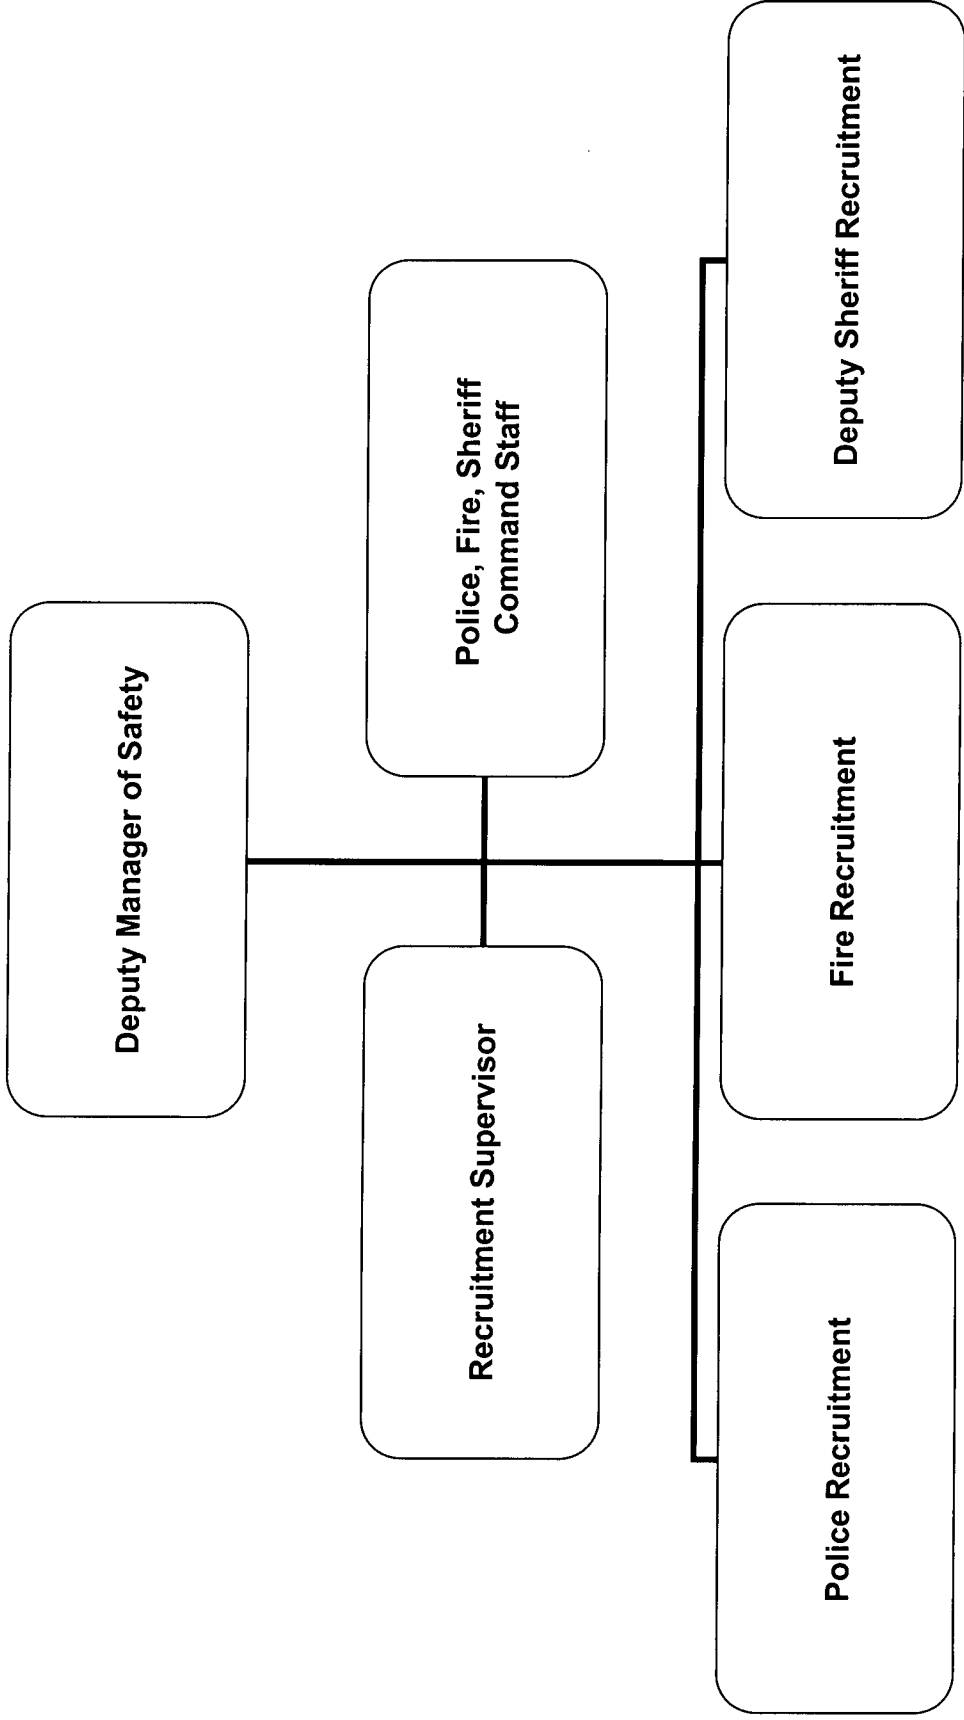 Deputy Manager of Safety
Recruitment Supervisor
Police, Fire, Sheriff
Command Staff
Police Recruitment
Fire Recruitment
Deputy Sheriff Recruitment